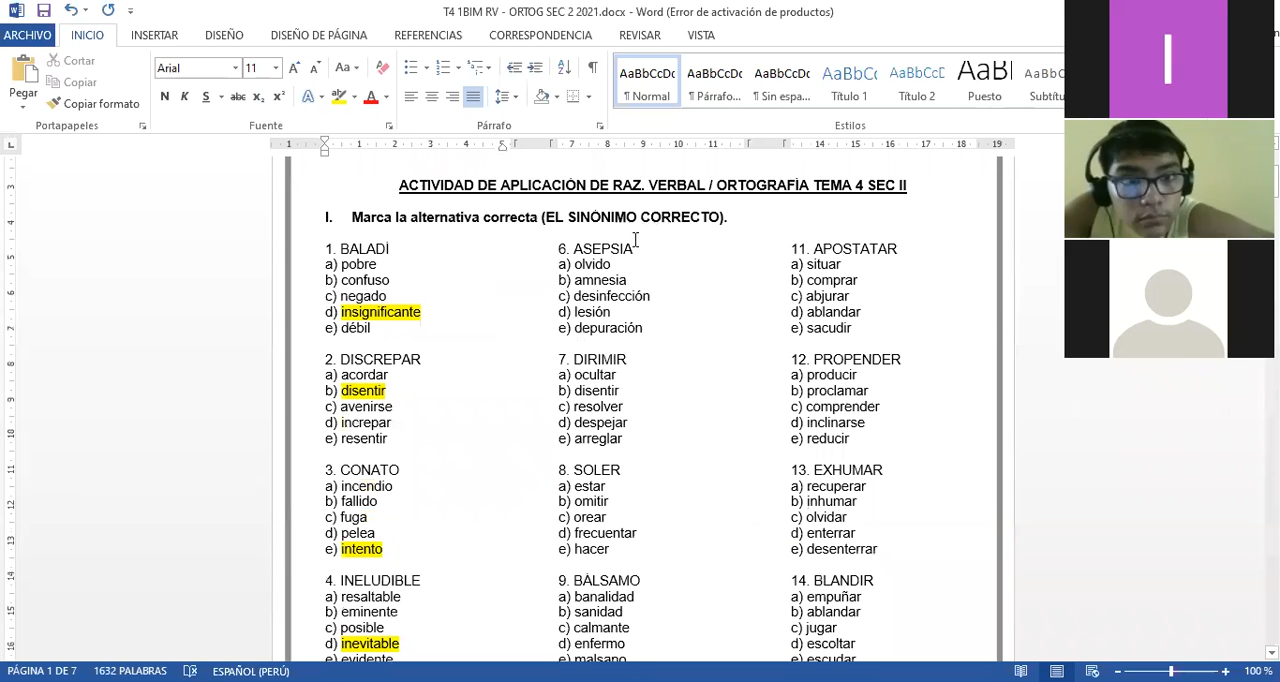 T4 1BIM RV - ORTOG SEC 2 2021.docx - Word (Error de activación de productos)
ARCHIVO INICIO INSERTAR DISEÑO DISEÑO DE PÁGINA REFERENCIAS CORRESPONDENCIA REVISAR VISTA
Pegar
Cortar
Copiar
Copiar formato
Portapapeles
Arial 11
Fuente
Párrafo
AaBbCcDc ¶ Normal
AaBbCcDc ¶ Párrafo...
AaBbCcDc ¶ Sin espa...
AaBbCc Título 1
AaBbCcC Título 2
AaBl Puesto
AaBbCcC Subtítu
Estilos
I
ACTIVIDAD DE APLICACIÓN DE RAZ. VERBAL / ORTOGRAFÍA TEMA 4 SEC II
I. Marca la alternativa correcta (EL SINÓNIMO CORRECTO).
1. BALADÍ
a) pobre
b) confuso
c) negado
d) insignificante
e) débil
2. DISCREPAR
a) acordar
b) disentir
c) avenirse
d) increpar
e) resentir
3. CONATO
a) incendio
b) fallido
c) fuga
d) pelea
e) intento
4. INELUDIBLE
a) resaltable
b) eminente
c) posible
d) inevitable
e) evidente
6. ASEPSIA
a) olvido
b) amnesia
c) desinfección
d) lesión
e) depuración
7. DIRIMIR
a) ocultar
b) disentir
c) resolver
d) despejar
e) arreglar
8. SOLER
a) estar
b) omitir
c) orear
d) frecuentar
e) hacer
9. BÁLSAMO
a) banalidad
b) sanidad
c) calmante
d) enfermo
e) malsano
11. APOSTATAR
a) situar
b) comprar
c) abjurar
d) ablandar
e) sacudir
12. PROPENDER
a) producir
b) proclamar
c) comprender
d) inclinarse
e) reducir
13. EXHUMAR
a) recuperar
b) inhumar
c) olvidar
d) enterrar
e) desenterrar
14. BLANDIR
a) empuñar
b) ablandar
c) jugar
d) escoltar
e) escudar
PÁGINA 1 DE 7 1632 PALABRAS ESPAÑOL (PERÚ) 100 %